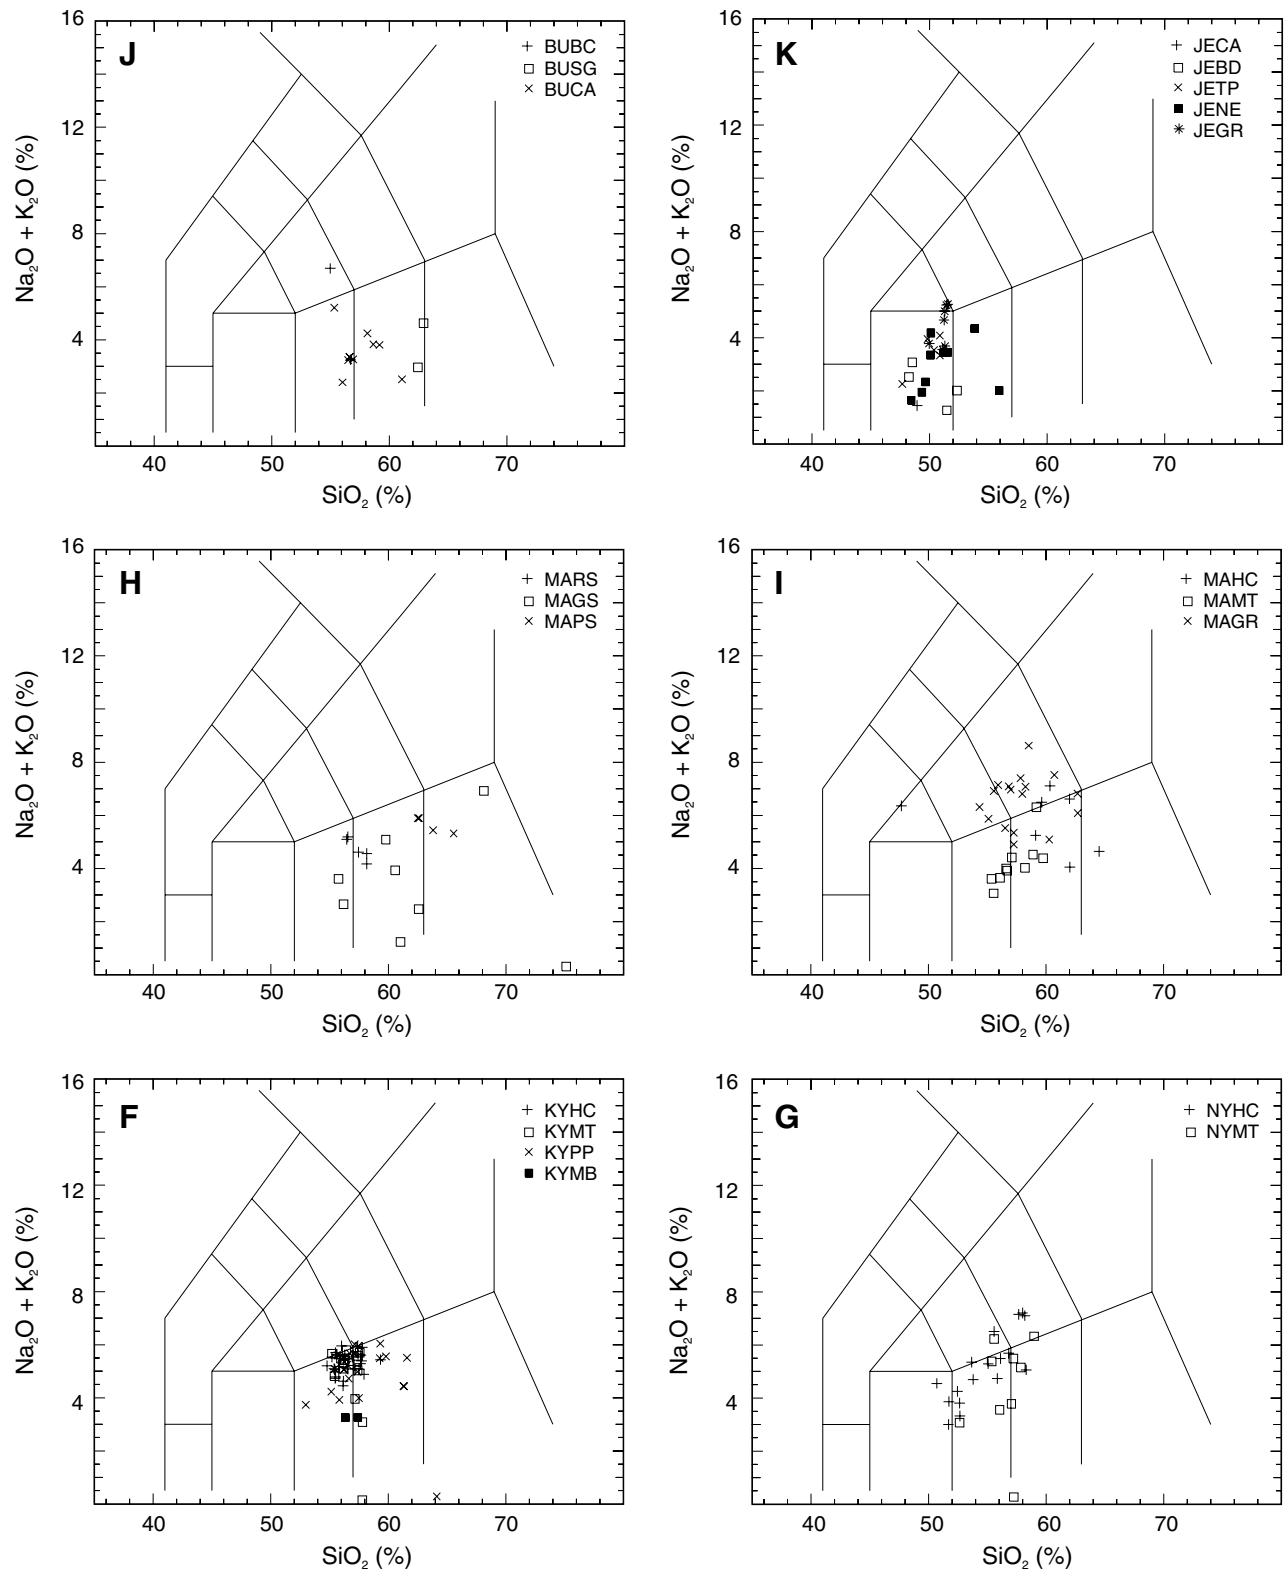 J
BUBC
BUSG
BUCA
16
12
8
4
Na₂O + K₂O (%)
40 50 60 70
SiO₂ (%)
K
JECA
JEBD
JETP
JENE
JEGR
16
12
8
4
Na₂O + K₂O (%)
40 50 60 70
SiO₂ (%)
H
MARS
MAGS
MAPS
16
12
8
4
Na₂O + K₂O (%)
40 50 60 70
SiO₂ (%)
I
MAHC
MAMT
MAGR
16
12
8
4
Na₂O + K₂O (%)
40 50 60 70
SiO₂ (%)
F
KYHC
KYMT
KYPP
KYMB
16
12
8
4
Na₂O + K₂O (%)
40 50 60 70
SiO₂ (%)
G
NYHC
NYMT
16
12
8
4
Na₂O + K₂O (%)
40 50 60 70
SiO₂ (%)